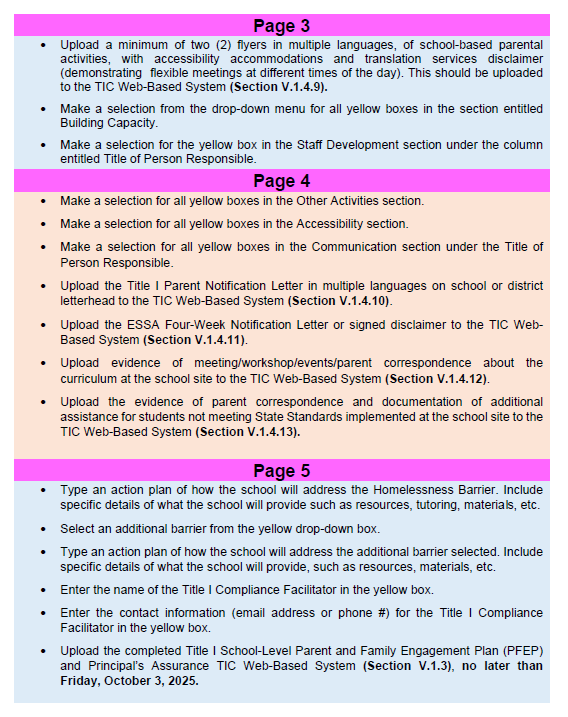 Page 3
• Upload a minimum of two (2) flyers in multiple languages, of school-based parental
activities, with accessibility accommodations and translation services disclaimer
(demonstrating flexible meetings at different times of the day). This should be uploaded
to the TIC Web-Based System (Section V.1.4.9).
• Make a selection from the drop-down menu for all yellow boxes in the section entitled
Building Capacity.
• Make a selection for the yellow box in the Staff Development section under the column
entitled Title of Person Responsible.
Page 4
• Make a selection for all yellow boxes in the Other Activities section.
• Make a selection for all yellow boxes in the Accessibility section.
• Make a selection for all yellow boxes in the Communication section under the Title of
Person Responsible.
• Upload the Title I Parent Notification Letter in multiple languages on school or district
letterhead to the TIC Web-Based System (Section V.1.4.10).
• Upload the ESSA Four-Week Notification Letter or signed disclaimer to the TIC Web-
Based System (Section V.1.4.11).
• Upload evidence of meeting/workshop/events/parent correspondence about the
curriculum at the school site to the TIC Web-Based System (Section V.1.4.12).
• Upload the evidence of parent correspondence and documentation of additional
assistance for students not meeting State Standards implemented at the school site to the
TIC Web-Based System (Section V.1.4.13).
Page 5
• Type an action plan of how the school will address the Homelessness Barrier. Include
specific details of what the school will provide such as resources, tutoring, materials, etc.
• Select an additional barrier from the yellow drop-down box.
• Type an action plan of how the school will address the additional barrier selected. Include
specific details of what the school will provide, such as resources, materials, etc.
• Enter the name of the Title I Compliance Facilitator in the yellow box.
• Enter the contact information (email address or phone #) for the Title I Compliance
Facilitator in the yellow box.
• Upload the completed Title I School-Level Parent and Family Engagement Plan (PFEP)
and Principal's Assurance TIC Web-Based System (Section V.1.3), no later than
Friday, October 3, 2025.